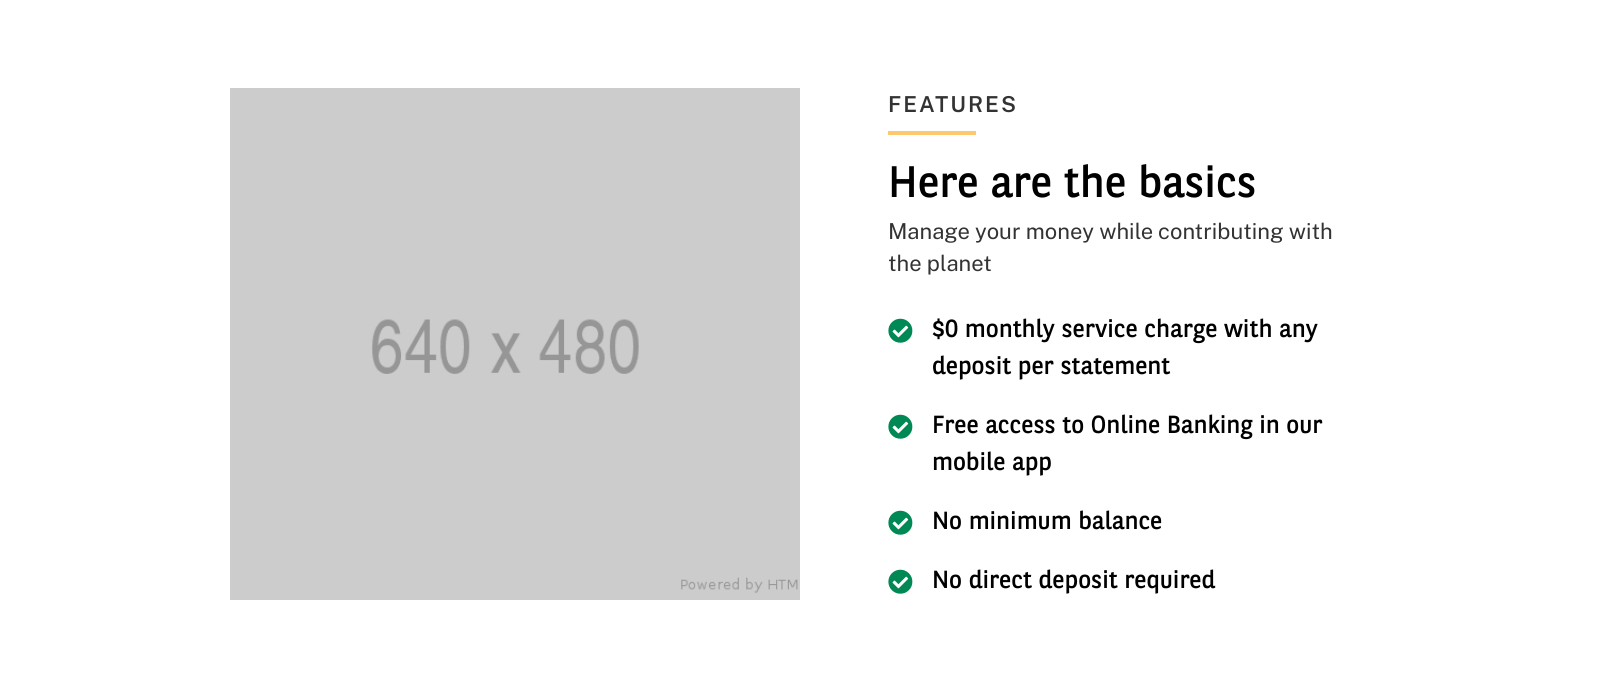 640 x 480
Powered by HTM
FEATURES
Here are the basics
Manage your money while contributing with
the planet
$0 monthly service charge with any
deposit per statement
Free access to Online Banking in our
mobile app
No minimum balance
No direct deposit required